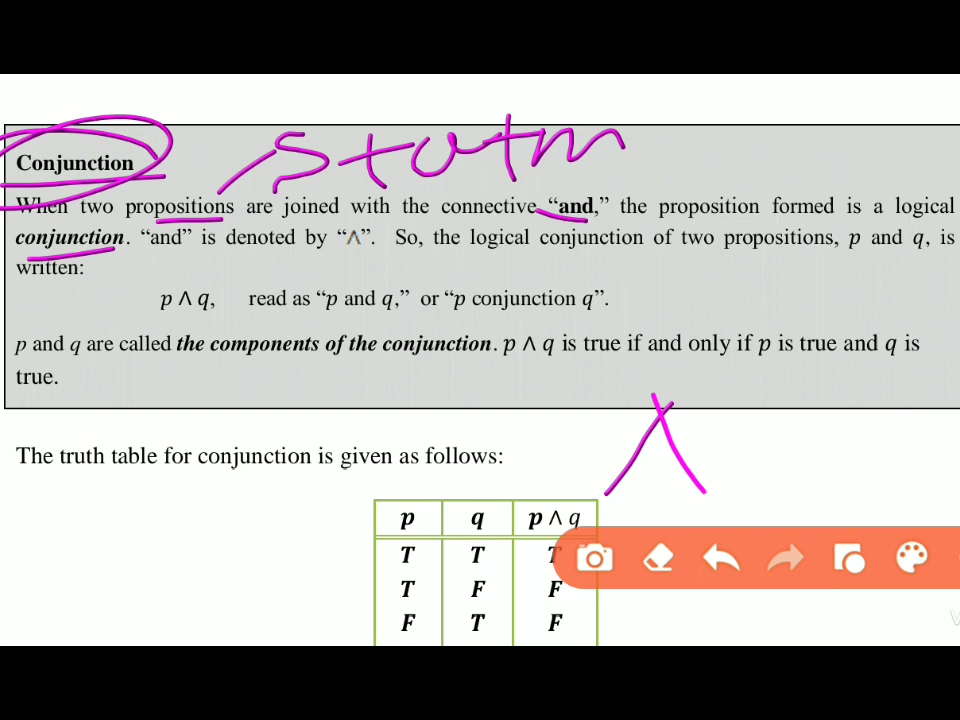 Conjunction
statm
When two propositions are joined with the connective “and,” the proposition formed is a logical
conjunction. “and” is denoted by “∧”. So, the logical conjunction of two propositions, p and q, is
written:
p ∧ q, read as “p and q,” or “p conjunction q”.
p and q are called the components of the conjunction. p ∧ q is true if and only if p is true and q is
true.
∧
The truth table for conjunction is given as follows:
p q p ∧ q
T T T
T F F
F T F